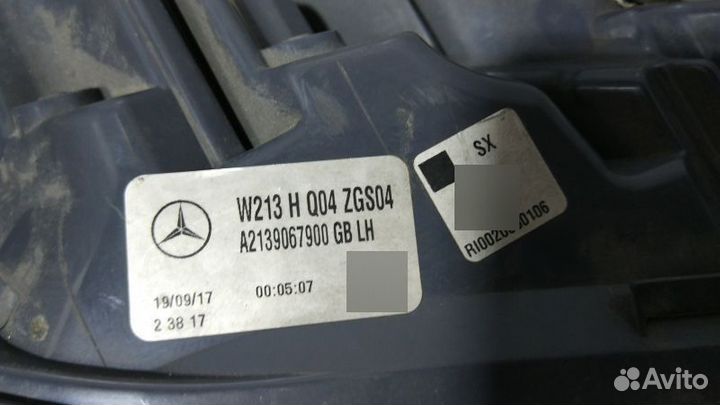 W213 H Q04 ZGS04
A2139067900 GB LH
19/09/17 00:05:07
2 38 17
SX
Avito